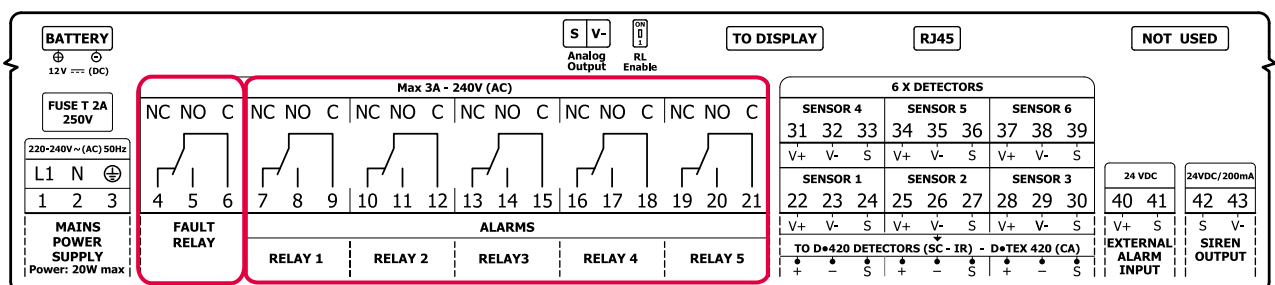 BATTERY
⊕ ⊖
12V ⎓ (DC)
FUSE T 2A
250V
220-240V~(AC) 50Hz
L1 N
1 2 3
MAINS
POWER
SUPPLY
Power: 20W max
NC NO C
4 5 6
FAULT
RELAY
Max 3A - 240V (AC)
NC NO C NC NO C NC NO C NC NO C NC NO C
7 8 9 10 11 12 13 14 15 16 17 18 19 20 21
ALARMS
RELAY 1 RELAY 2 RELAY3 RELAY 4 RELAY 5
S V-
Analog
Output
ON
1
RL
Enable
TO DISPLAY
RJ45
NOT USED
6 X DETECTORS
SENSOR 4 SENSOR 5 SENSOR 6
31 32 33 34 35 36 37 38 39
V+ V- S V+ V- S V+ V- S
SENSOR 1 SENSOR 2 SENSOR 3
22 23 24 25 26 27 28 29 30
V+ V- S V+ V- S V+ V- S
TO D•420 DETECTORS (SC - IR) - D•TEX 420 (CA)
+ − S + − S + − S
24 VDC
40 41
V+ S
EXTERNAL
ALARM
INPUT
24VDC/200mA
42 43
S V-
SIREN
OUTPUT